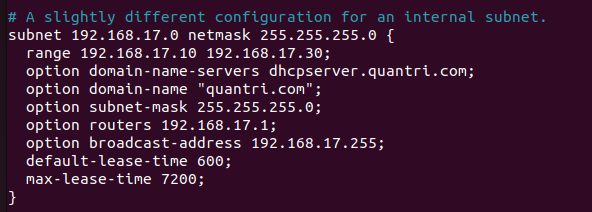 # A slightly different configuration for an internal subnet.
subnet 192.168.17.0 netmask 255.255.255.0 {
  range 192.168.17.10 192.168.17.30;
  option domain-name-servers dhcpserver.quantri.com;
  option domain-name "quantri.com";
  option subnet-mask 255.255.255.0;
  option routers 192.168.17.1;
  option broadcast-address 192.168.17.255;
  default-lease-time 600;
  max-lease-time 7200;
}